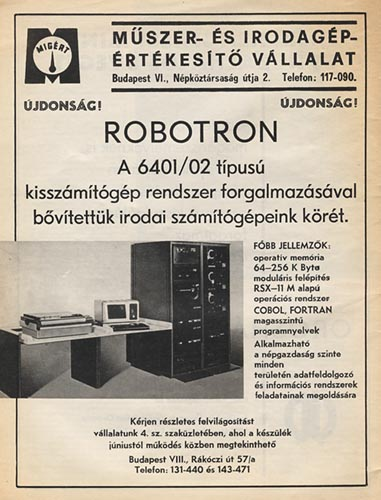 MIGÉRT
MŰSZER- ÉS IRODAGÉP-
ÉRTÉKESÍTŐ VÁLLALAT
Budapest VI., Népköztársaság útja 2. Telefon: 117-090.
ÚJDONSÁG! ÚJDONSÁG!
ROBOTRON
A 6401/02 típusú
kisszámítógép rendszer forgalmazásával
bővítettük irodai számítógépeink körét.
FŐBB JELLEMZŐK:
operatív memória
64–256 K Byte
moduláris felépítés
RSX–11 M alapú
operációs rendszer
COBOL, FORTRAN
magasszintű
programnyelvek
Alkalmazható
a népgazdaság szinte
minden
területén adatfeldolgozó
és információs rendszerek
feladatainak megoldására
Kérjen részletes felvilágosítást
vállalatunk 4. sz. szaküzletében, ahol a készülék
júniustól működés közben megtekinthető
Budapest VIII., Rákóczi út 57/a
Telefon: 131-440 és 143-471